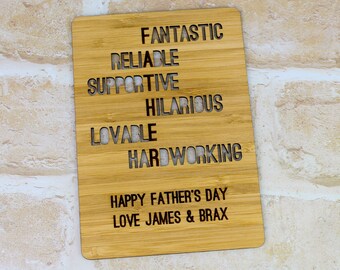 FANTASTIC
RELIABLE
SUPPORTIVE
HILARIOUS
LOVABLE
HARDWORKING
HAPPY FATHER'S DAY
LOVE JAMES & BRAX